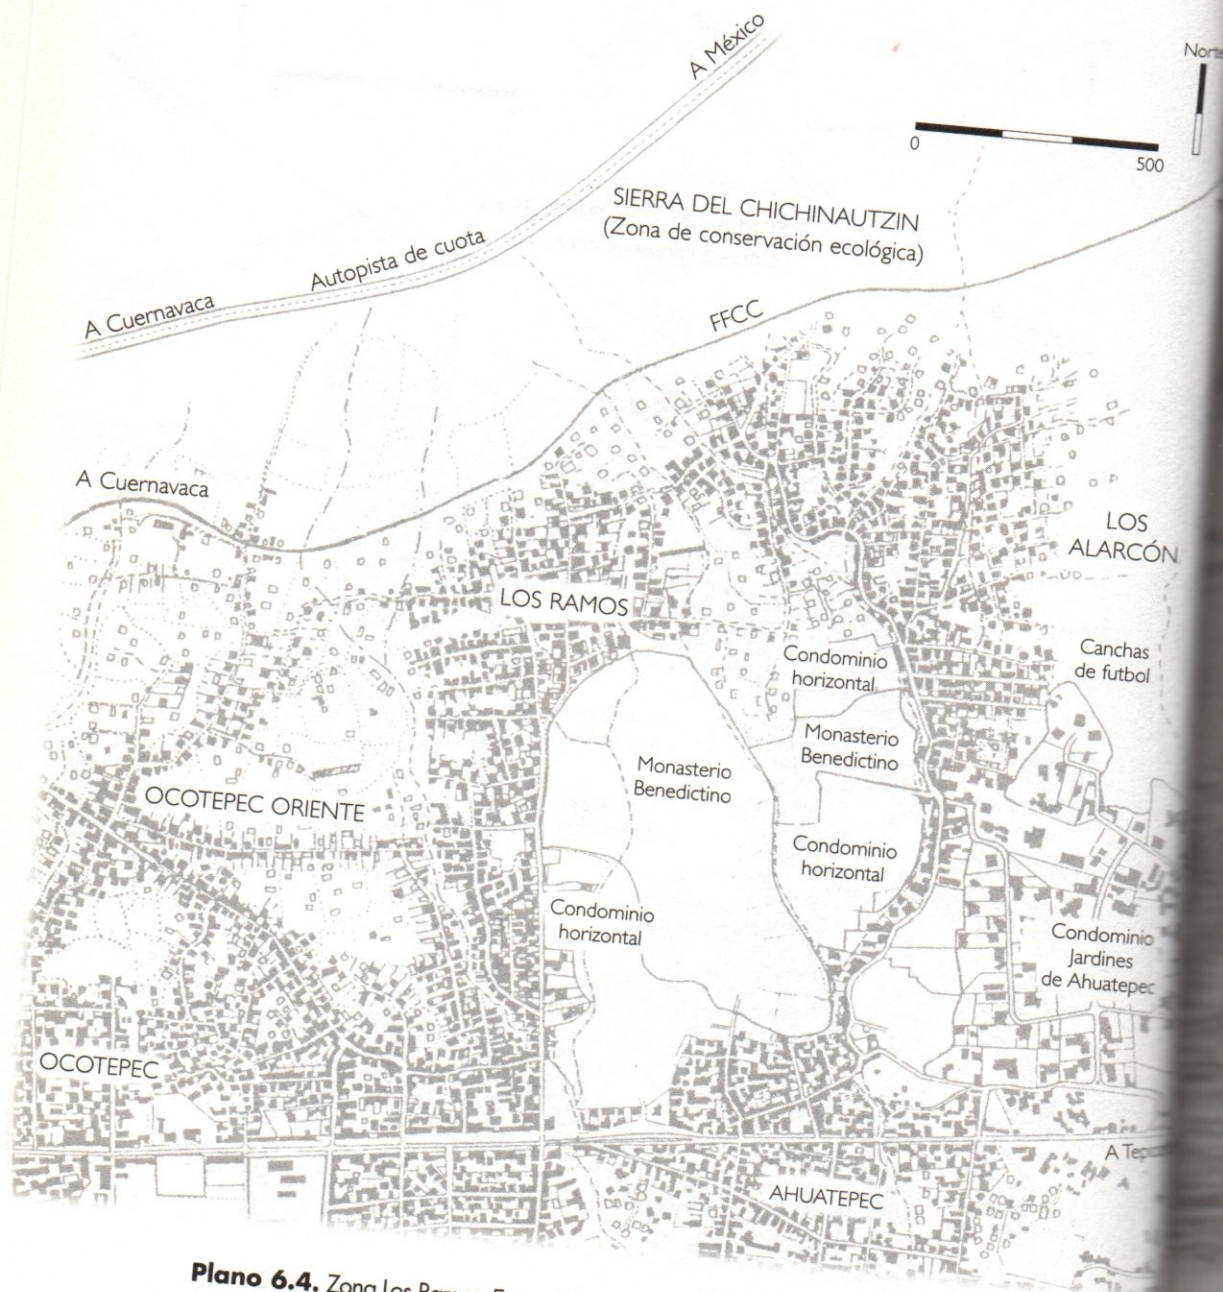 A México
Norte
0
500
SIERRA DEL CHICHINAUTZIN
(Zona de conservación ecológica)
Autopista de cuota
A Cuernavaca
FFCC
A Cuernavaca
LOS
ALARCÓN
LOS RAMOS
Canchas
de futbol
Condominio
horizontal
Monasterio
Benedictino
Monasterio
Benedictino
OCOTEPEC ORIENTE
Condominio
horizontal
Condominio
horizontal
Condominio
Jardines
de Ahuatepec
OCOTEPEC
A
AHUATEPEC
Plano 6.4. Zona Los